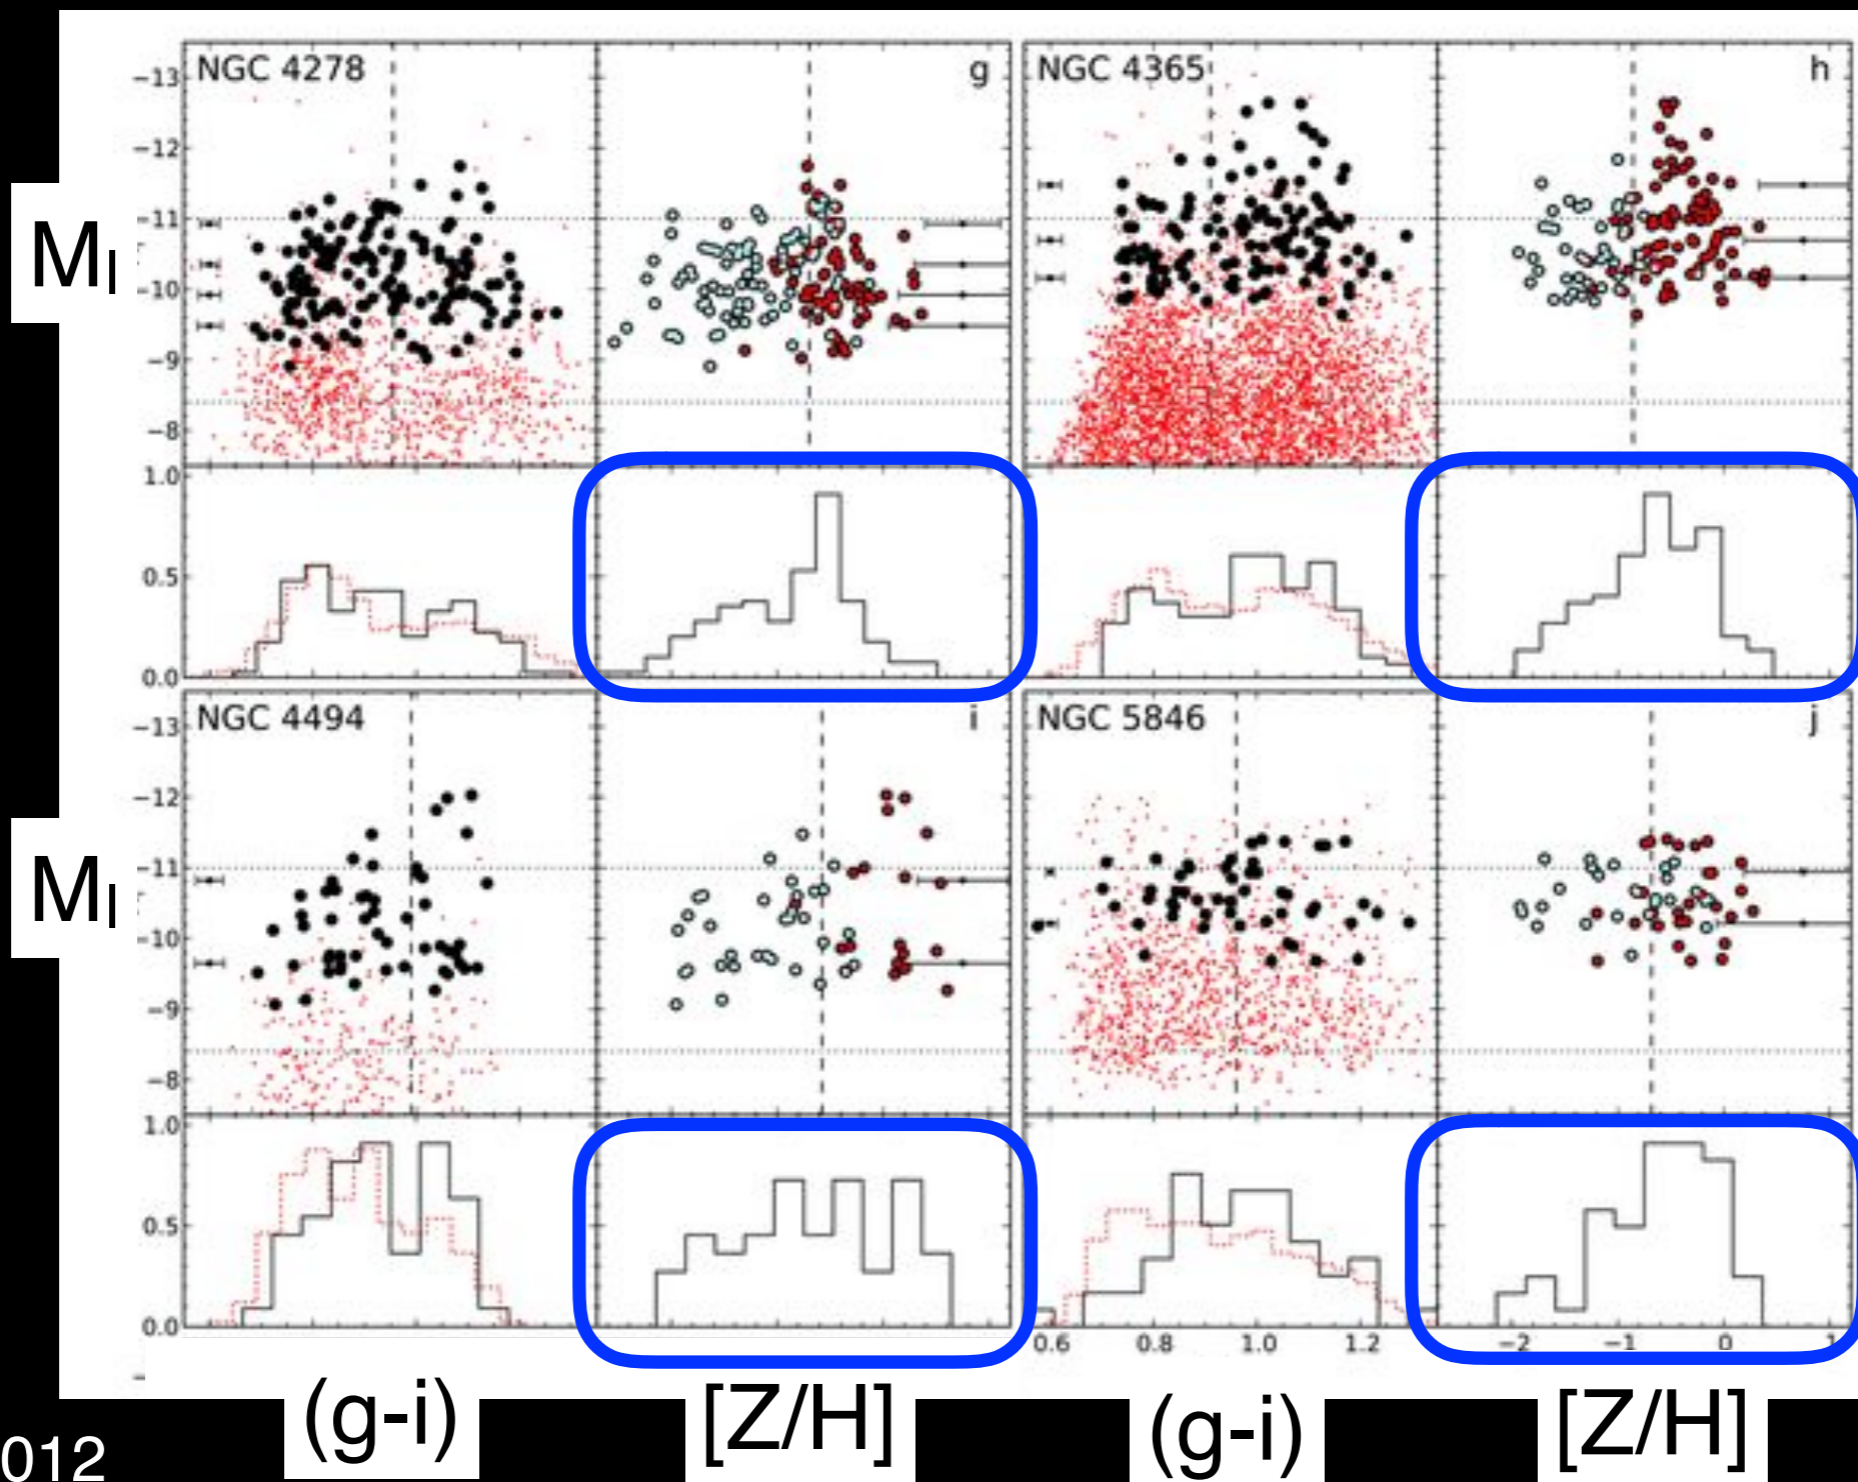 NGC 4278 g NGC 4365 h
−13 −12 −11 −10 −9 −8
M_I
1.0
0.5
0.0
NGC 4494 i NGC 5846 j
−13 −12 −11 −10 −9 −8
M_I
1.0
0.5
0.0
0.6 0.8 1.0 1.2 −2 −1 0 1
(g-i) [Z/H] (g-i) [Z/H]
012